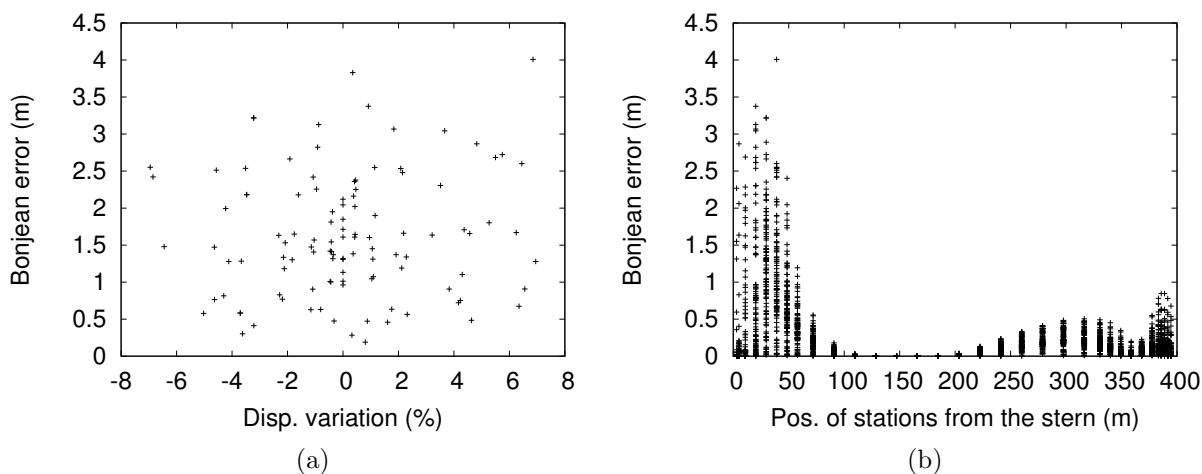 4.5
4
3.5
3
2.5
2
1.5
1
0.5
0
-8 -6 -4 -2 0 2 4 6 8
Bonjean error (m)
Disp. variation (%)
(a)
4.5
4
3.5
3
2.5
2
1.5
1
0.5
0
0 50 100 150 200 250 300 350 400
Bonjean error (m)
Pos. of stations from the stern (m)
(b)